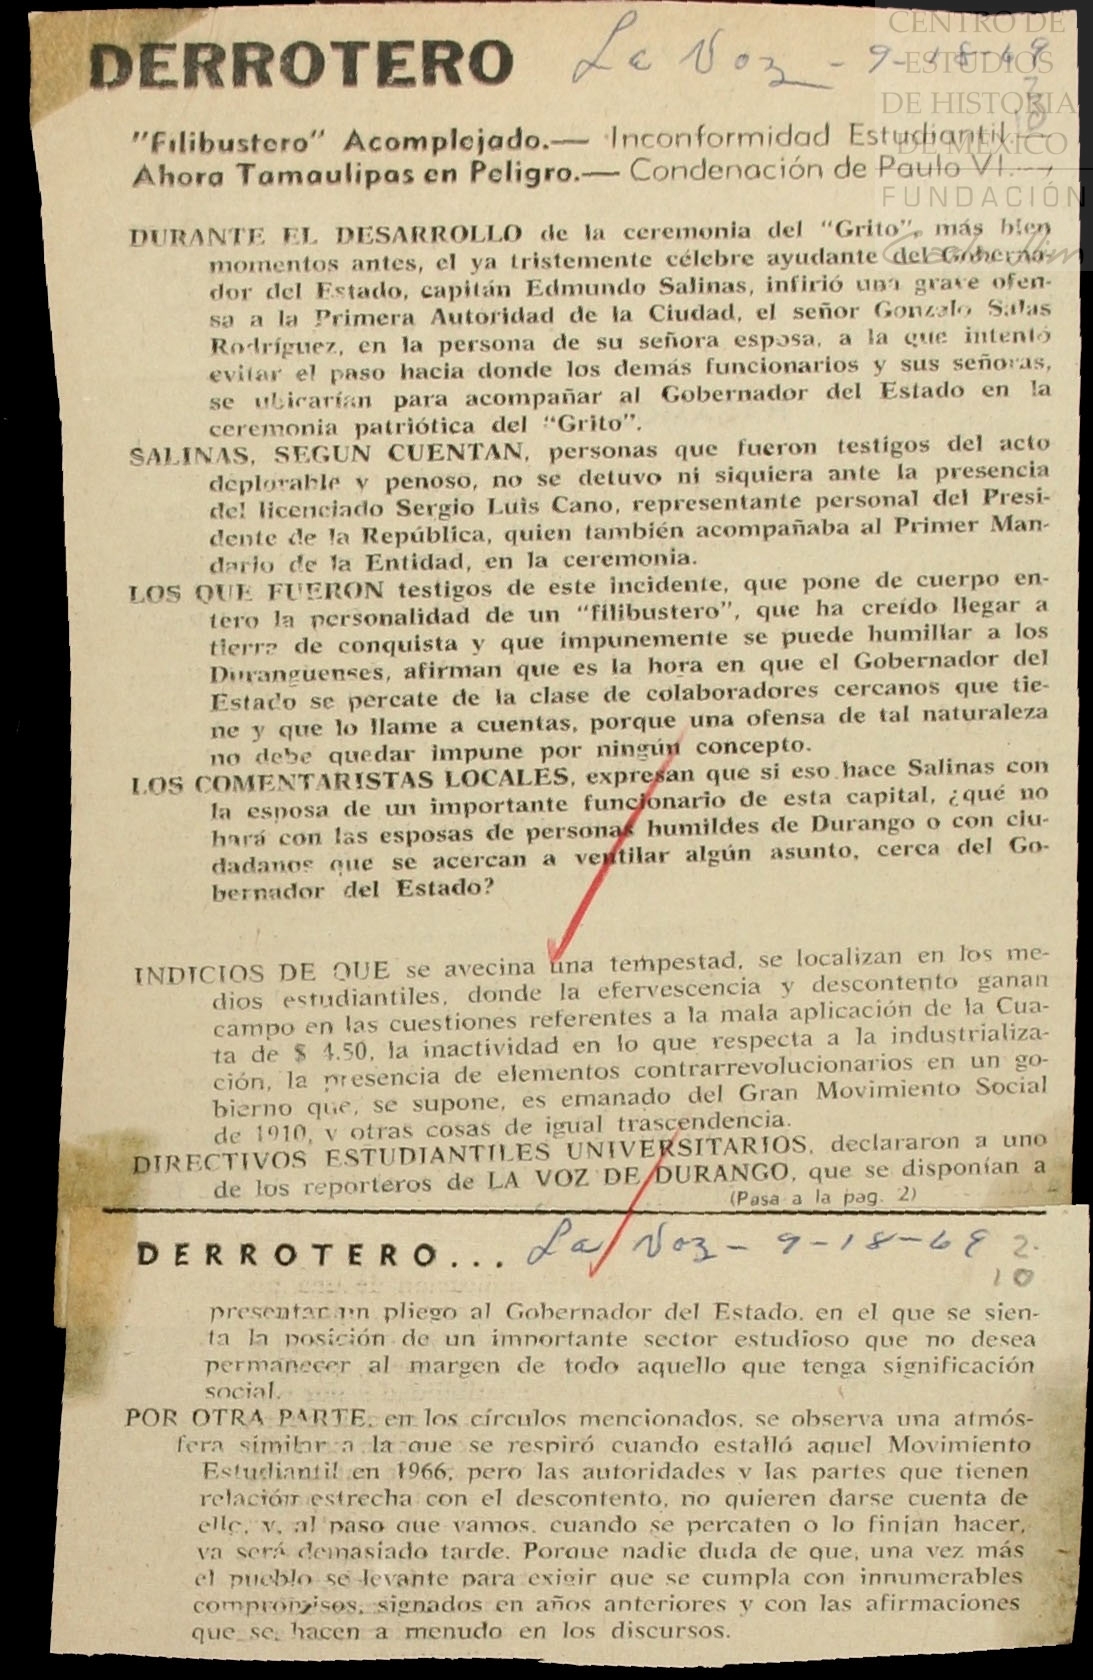 CENTRO DE
ESTUDIOS
DE HISTORIA
DE MEXICO
FUNDACIÓN
DERROTERO La Voz - 9-18-69
"Filibustero" Acomplejado.— Inconformidad Estudiantil.—
Ahora Tamaulipas en Peligro.— Condenación de Paulo VI.—
DURANTE EL DESARROLLO de la ceremonia del "Grito", más bien
momentos antes, el ya tristemente célebre ayudante del Goberna-
dor del Estado, capitán Edmundo Salinas, infirió una grave ofen-
sa a la Primera Autoridad de la Ciudad, el señor Gonzalo Salas
Rodríguez, en la persona de su señora esposa, a la que intentó
evitar el paso hacia donde los demás funcionarios y sus señoras,
se ubicarían para acompañar al Gobernador del Estado en la
ceremonia patriótica del "Grito".
SALINAS, SEGUN CUENTAN, personas que fueron testigos del acto
deplorable y penoso, no se detuvo ni siquiera ante la presencia
del licenciado Sergio Luis Cano, representante personal del Presi-
dente de la República, quien también acompañaba al Primer Man-
dario de la Entidad, en la ceremonia.
LOS QUE FUERON testigos de este incidente, que pone de cuerpo en-
tero la personalidad de un "filibustero", que ha creído llegar a
tierra de conquista y que impunemente se puede humillar a los
Duranguenses, afirman que es la hora en que el Gobernador del
Estado se percate de la clase de colaboradores cercanos que tie-
ne y que lo llame a cuentas, porque una ofensa de tal naturaleza
no debe quedar impune por ningún concepto.
LOS COMENTARISTAS LOCALES, expresan que si eso hace Salinas con
la esposa de un importante funcionario de esta capital, ¿qué no
hará con las esposas de personas humildes de Durango o con ciu-
dadanos que se acercan a ventilar algún asunto, cerca del Go-
bernador del Estado?
INDICIOS DE QUE se avecina una tempestad, se localizan en los me-
dios estudiantiles, donde la efervescencia y descontento ganan
campo en las cuestiones referentes a la mala aplicación de la Cua-
ta de $ 4.50, la inactividad en lo que respecta a la industrializa-
ción, la presencia de elementos contrarrevolucionarios en un go-
bierno que, se supone, es emanado del Gran Movimiento Social
de 1910, y otras cosas de igual trascendencia.
DIRECTIVOS ESTUDIANTILES UNIVERSITARIOS, declararon a uno
de los reporteros de LA VOZ DE DURANGO, que se disponían a
(Pasa a la pag. 2)
DERROTERO... La Voz - 9-18-69 2.
10
presentar un pliego al Gobernador del Estado, en el que se sien-
ta la posición de un importante sector estudioso que no desea
permanecer al margen de todo aquello que tenga significación
social.
POR OTRA PARTE, en los círculos mencionados, se observa una atmós-
fera similar a la que se respiró cuando estalló aquel Movimiento
Estudiantil en 1966, pero las autoridades y las partes que tienen
relación estrecha con el descontento, no quieren darse cuenta de
ello, y, al paso que vamos, cuando se percaten o lo finjan hacer,
ya será demasiado tarde. Porque nadie duda de que, una vez más
el pueblo se levante para exigir que se cumpla con innumerables
compromisos, signados en años anteriores y con las afirmaciones
que se hacen a menudo en los discursos.